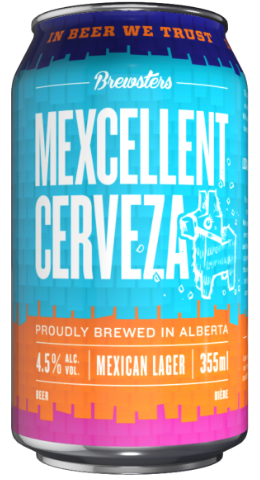 IN BEER WE TRUST
Brewsters
MEXCELLENT
CERVEZA
PROUDLY BREWED IN ALBERTA
4.5% ALC. VOL. MEXICAN LAGER 355ml
BEER BIÈRE